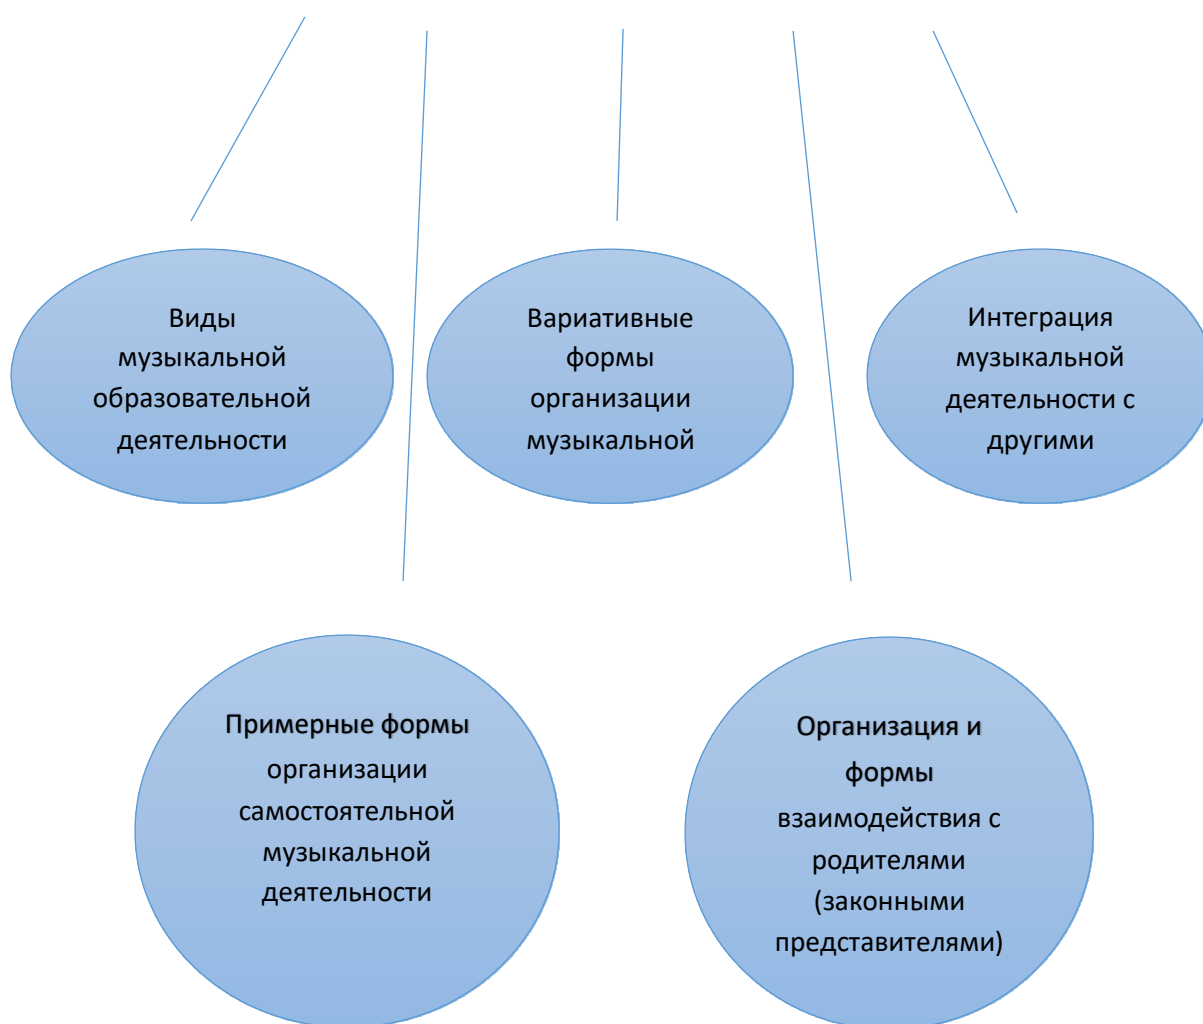 Виды
музыкальной
образовательной
деятельности
Вариативные
формы
организации
музыкальной
Интеграция
музыкальной
деятельности с
другими
Примерные формы
организации
самостоятельной
музыкальной
деятельности
Организация и
формы
взаимодействия с
родителями
(законными
представителями)